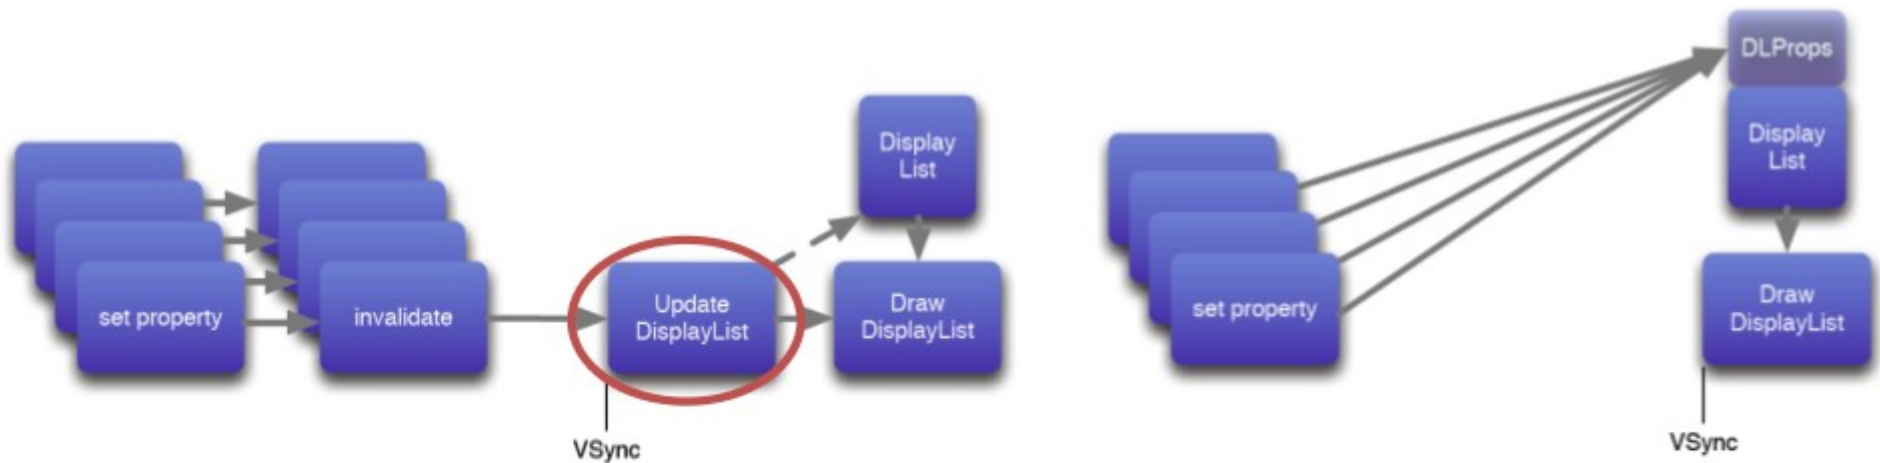 set property
invalidate
Update
DisplayList
Display
List
Draw
DisplayList
VSync
DLProps
Display
List
set property
Draw
DisplayList
VSync